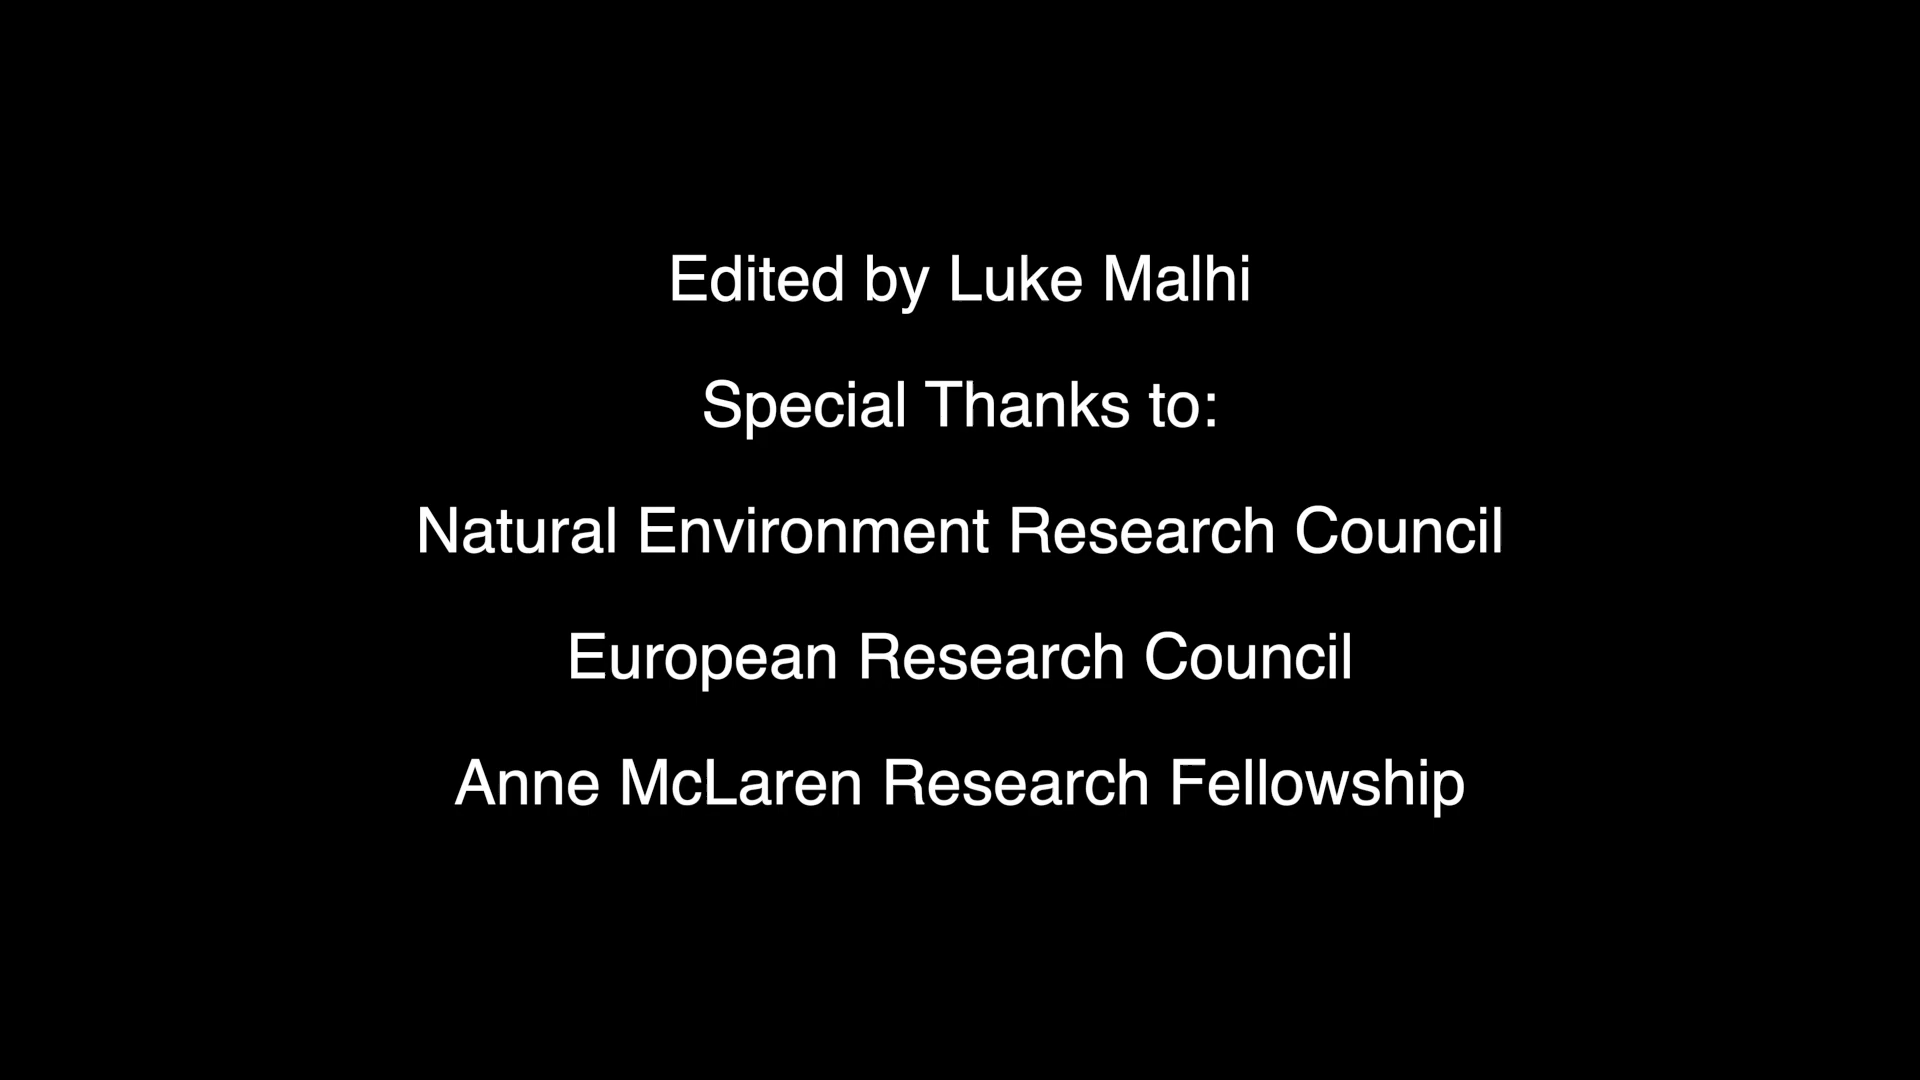 Edited by Luke Malhi
Special Thanks to:
Natural Environment Research Council
European Research Council
Anne McLaren Research Fellowship